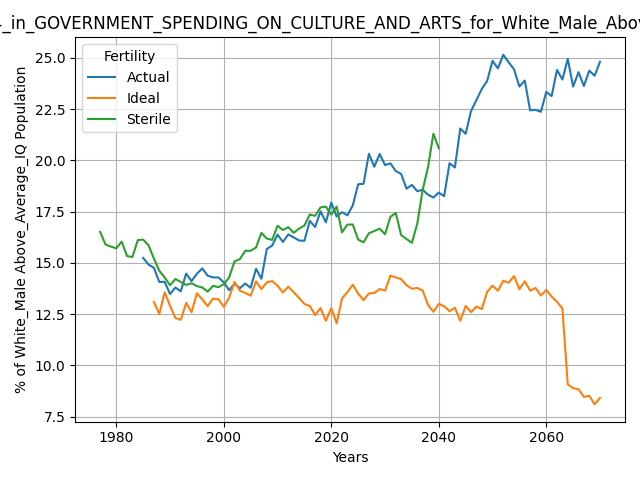 _in_GOVERNMENT_SPENDING_ON_CULTURE_AND_ARTS_for_White_Male_Abov
Fertility
Actual
Ideal
Sterile
25.0
22.5
20.0
17.5
15.0
12.5
10.0
7.5
% of White_Male Above_Average_IQ Population
1980
2000
2020
2040
2060
Years